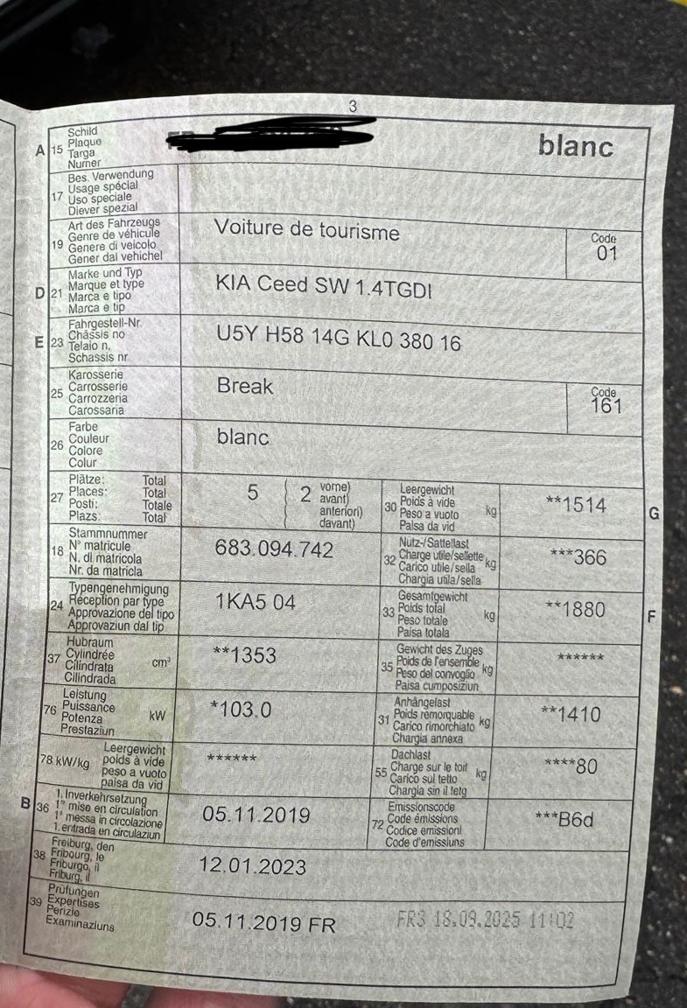 3
A 15 Schild Plaque Targa Numer blanc
17 Bes. Verwendung Usage spécial Uso speciale Diever spezial
19 Art des Fahrzeugs Genre de véhicule Genere di veicolo Gener dal vehichel Voiture de tourisme Code 01
D 21 Marke und Typ Marque et type Marca e tipo Marca e tip KIA Ceed SW 1.4TGDI
E 23 Fahrgestell-Nr. Châssis no Telaio n. Schassis nr U5Y H58 14G KL0 380 16
25 Karosserie Carrosserie Carrozzeria Carossaria Break Code 161
26 Farbe Couleur Colore Colur blanc
27 Plätze: Total Places: Total Posti: Totale Plazs: Total 5 2 vorne) avant) anteriori) davant) 30 Leergewicht Poids à vide Peso a vuoto Paisa da vid kg **1514 G
18 Stammnummer N° matricule N. di matricola Nr. da matricla 683.094.742 32 Nutz-/Sattellast Charge utile/sellette Carico utile/sella Chargia utila/sella kg ***366
24 Typengenehmigung Réception par type Approvazione del tipo Approvaziun dal tip 1KA5 04 33 Gesamtgewicht Poids total Peso totale Paisa totala kg **1880 F
37 Hubraum Cylindrée Cilindrata Cilindrada cm³ **1353 35 Gewicht des Zuges Poids de l'ensemble Peso del convoglio Paisa cumposiziun kg ******
76 Leistung Puissance Potenza Prestaziun kW *103.0 31 Anhängelast Poids remorquable Carico rimorchiato Chargia annexa kg **1410
78 kW/kg Leergewicht poids à vide peso a vuoto paisa da vid ****** 55 Dachlast Charge sur le toit Carico sul tetto Chargia sin il tetg kg ****80
B 36 1. Inverkehrsetzung 1re mise en circulation 1a messa in circolazione 1. entrada en circulaziun 05.11.2019 72 Emissionscode Code émissions Codice emissioni Code d'emissiuns ***B6d
38 Freiburg, den Fribourg, le Friburgo, il Friburg, il 12.01.2023
39 Prüfungen Expertises Perizie Examinaziuns 05.11.2019 FR FR3 18.09.2025 11:02